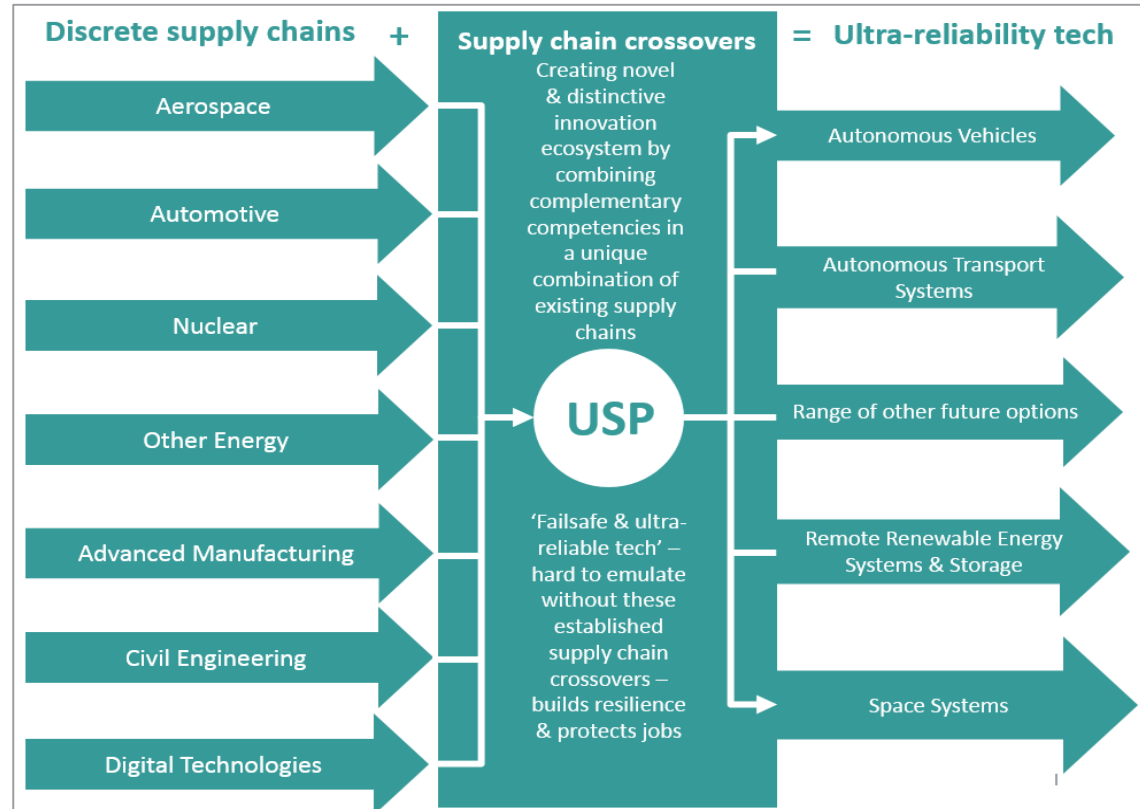 Discrete supply chains +
Aerospace
Automotive
Nuclear
Other Energy
Advanced Manufacturing
Civil Engineering
Digital Technologies
Supply chain crossovers
Creating novel
& distinctive
innovation
ecosystem by
combining
complementary
competencies in
a unique
combination of
existing supply
chains
USP
‘Failsafe & ultra-
reliable tech’ –
hard to emulate
without these
established
supply chain
crossovers –
builds resilience
& protects jobs
= Ultra-reliability tech
Autonomous Vehicles
Autonomous Transport
Systems
Range of other future options
Remote Renewable Energy
Systems & Storage
Space Systems